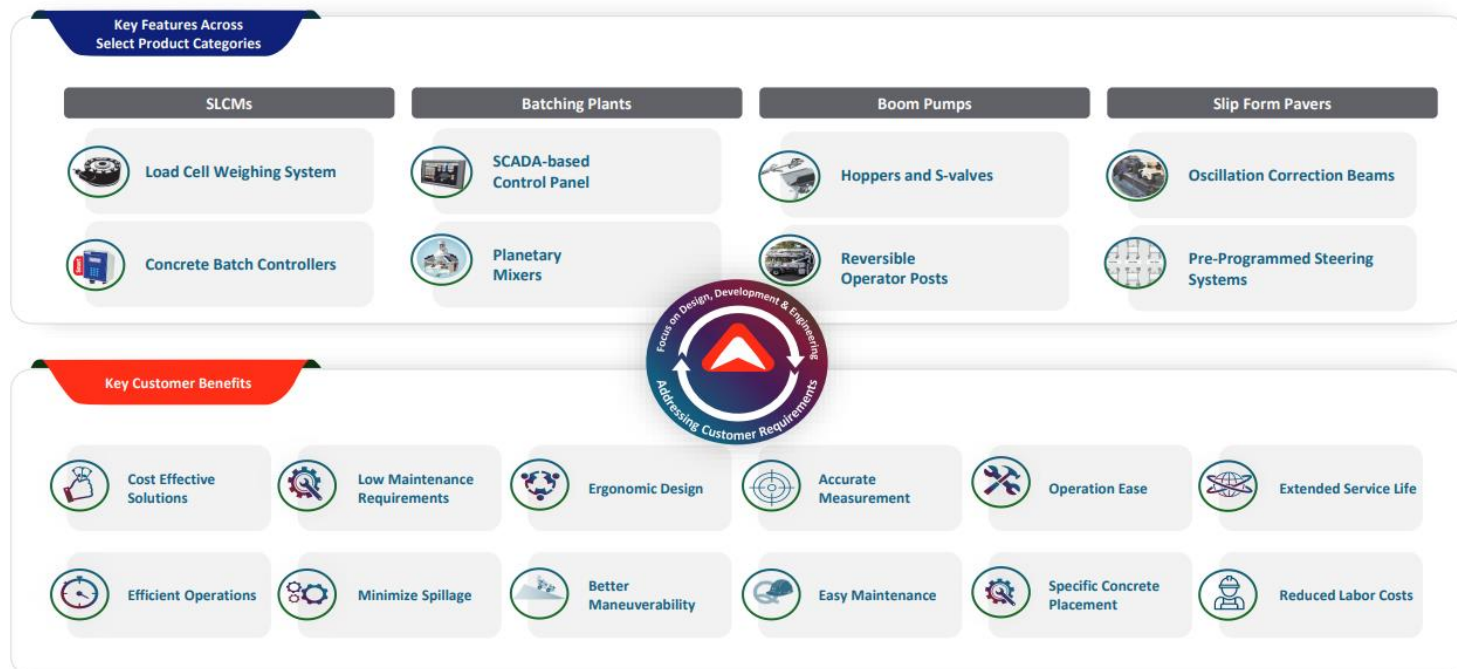 Key Features Across
Select Product Categories
SLCMs
Batching Plants
Boom Pumps
Slip Form Pavers
Load Cell Weighing System
SCADA-based
Control Panel
Hoppers and S-valves
Oscillation Correction Beams
Concrete Batch Controllers
Planetary
Mixers
Reversible
Operator Posts
Pre-Programmed Steering
Systems
Focus on Design, Development & Engineering
Addressing Customer Requirements
Key Customer Benefits
Cost Effective
Solutions
Low Maintenance
Requirements
Ergonomic Design
Accurate
Measurement
Operation Ease
Extended Service Life
Efficient Operations
Minimize Spillage
Better
Maneuverability
Easy Maintenance
Specific Concrete
Placement
Reduced Labor Costs